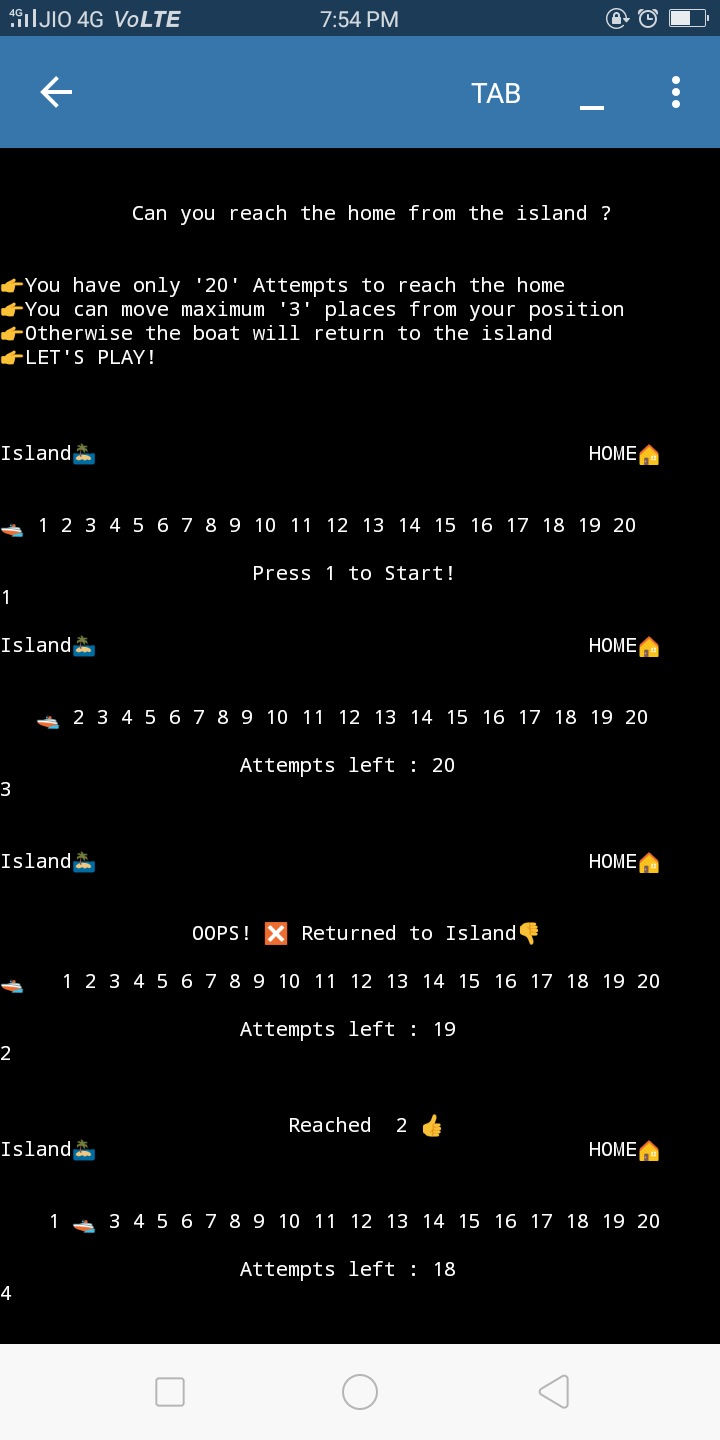 4G JIO 4G VoLTE 7:54 PM
TAB
Can you reach the home from the island ?
👉You have only '20' Attempts to reach the home
👉You can move maximum '3' places from your position
👉Otherwise the boat will return to the island
👉LET'S PLAY!
Island🏝 HOME🏠
🚤 1 2 3 4 5 6 7 8 9 10 11 12 13 14 15 16 17 18 19 20
Press 1 to Start!
1
Island🏝 HOME🏠
🚤 2 3 4 5 6 7 8 9 10 11 12 13 14 15 16 17 18 19 20
Attempts left : 20
3
Island🏝 HOME🏠
OOPS! ❎ Returned to Island👎
🚤 1 2 3 4 5 6 7 8 9 10 11 12 13 14 15 16 17 18 19 20
Attempts left : 19
2
Reached 2 👍
Island🏝 HOME🏠
1 🚤 3 4 5 6 7 8 9 10 11 12 13 14 15 16 17 18 19 20
Attempts left : 18
4